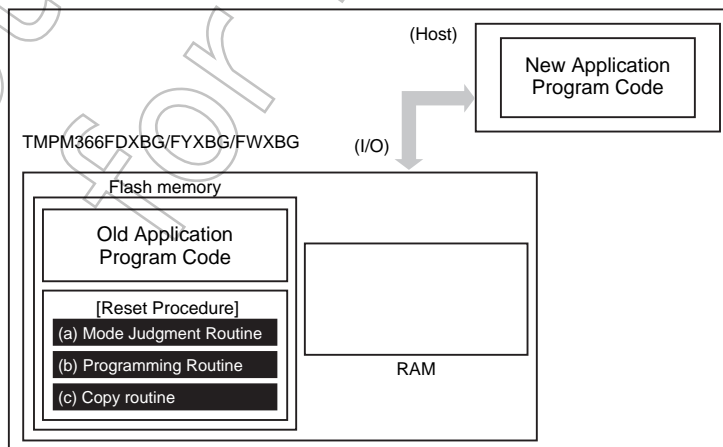 (Host)
New Application
Program Code
TMPM366FDXBG/FYXBG/FWXBG
(I/O)
Flash memory
Old Application
Program Code
[Reset Procedure]
(a) Mode Judgment Routine
(b) Programming Routine
(c) Copy routine
RAM
for